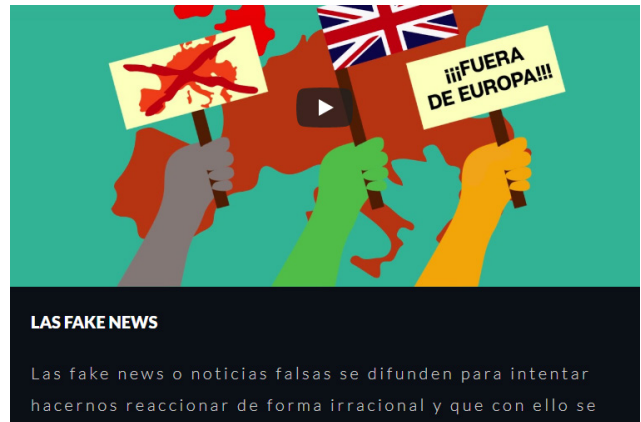 ¡¡¡FUERA
DE EUROPA!!!
LAS FAKE NEWS
Las fake news o noticias falsas se difunden para intentar
hacernos reaccionar de forma irracional y que con ello se